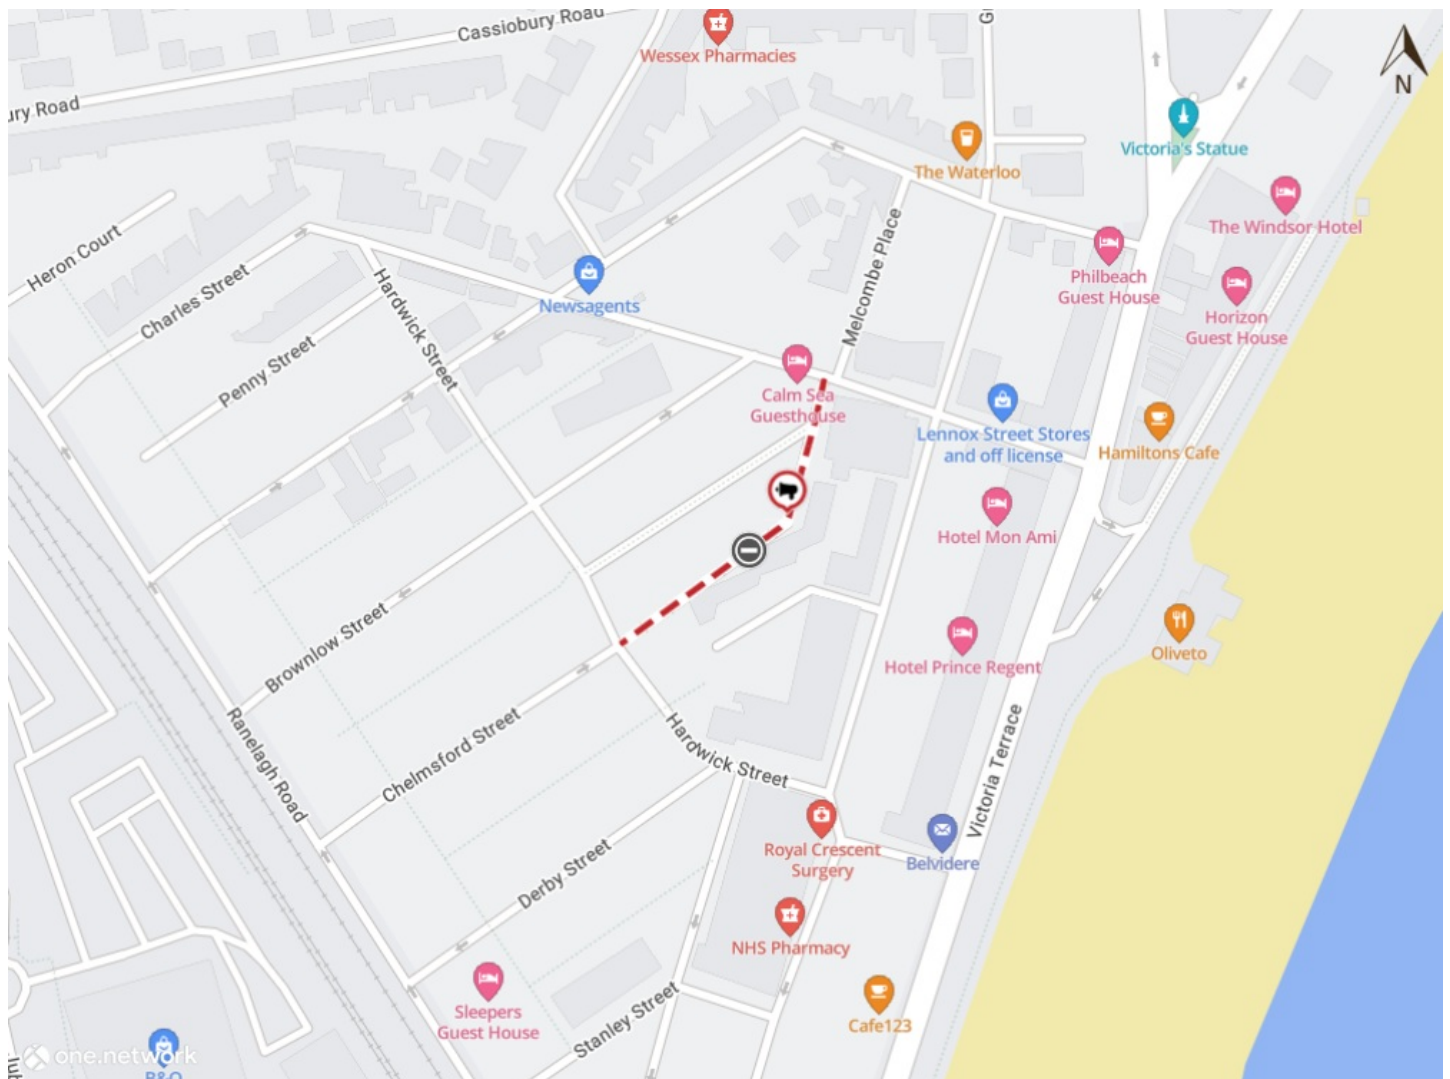 Cassiobury Road
Wessex Pharmacies
N
ury Road
Victoria's Statue
The Waterloo
The Windsor Hotel
Heron Court
Melcombe Place
Philbeach
Guest House
Charles Street
Hardwick Street
Newsagents
Horizon
Guest House
Penny Street
Calm Sea
Guesthouse
Lennox Street Stores
and off license
Hamiltons Cafe
Hotel Mon Ami
Brownlow Street
Hotel Prince Regent
Oliveto
Chelmsford Street
Ranelagh Road
Hardwick Street
Victoria Terrace
Royal Crescent
Surgery
Belvidere
Derby Street
NHS Pharmacy
Sleepers
Guest House
Stanley Street
Cafe123
one.network
B&Q